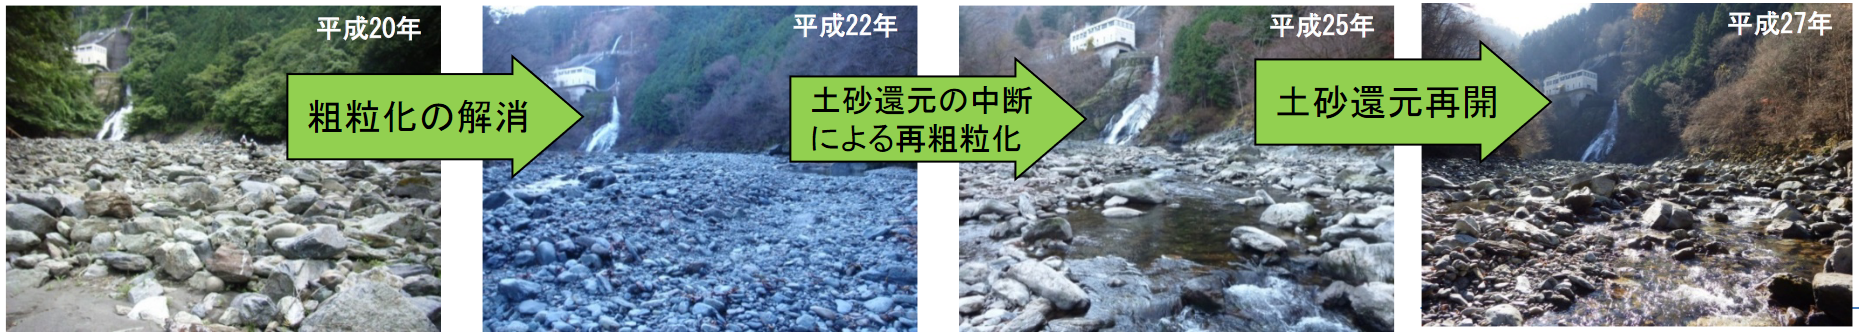 平成20年
粗粒化の解消
平成22年
土砂還元の中断
による再粗粒化
平成25年
土砂還元再開
平成27年